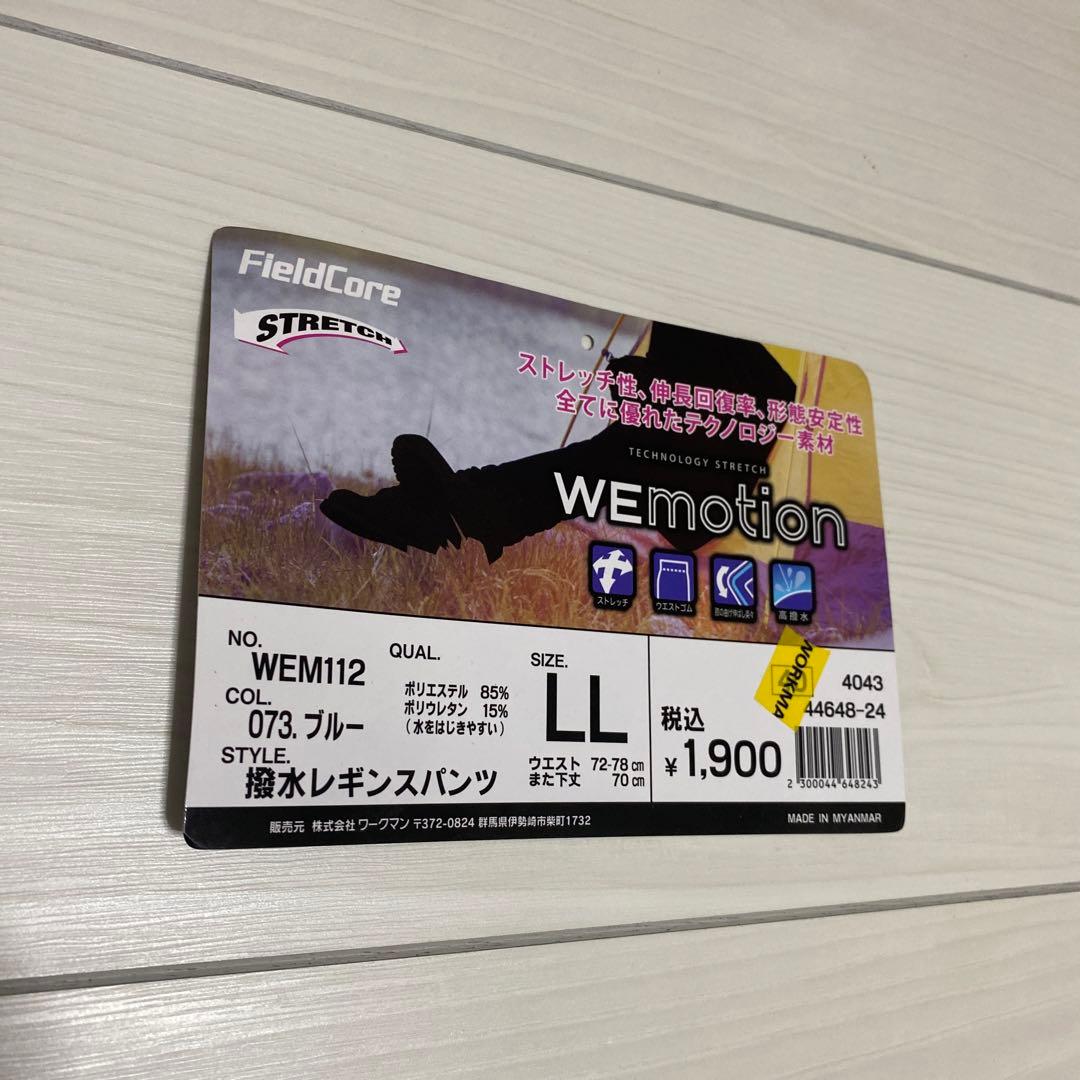 FieldCore
STRETCH
ストレッチ性、伸長回復率、形態安定性
全てに優れたテクノロジー素材
TECHNOLOGY STRETCH
WEmotion
ストレッチ
ウエストゴム
高撥水
NO.
WEM112
COL.
073. ブルー
STYLE.
撥水レギンスパンツ
QUAL.
ポリエステル 85%
ポリウレタン 15%
(水をはじきやすい)
SIZE.
LL
ウエスト 72-78㎝
また下丈 70㎝
税込
¥1,900
WORKMA
4043
44648-24
2 300044 648243
販売元 株式会社 ワークマン 〒372-0824 群馬県伊勢崎市柴町1732
MADE IN MYANMAR